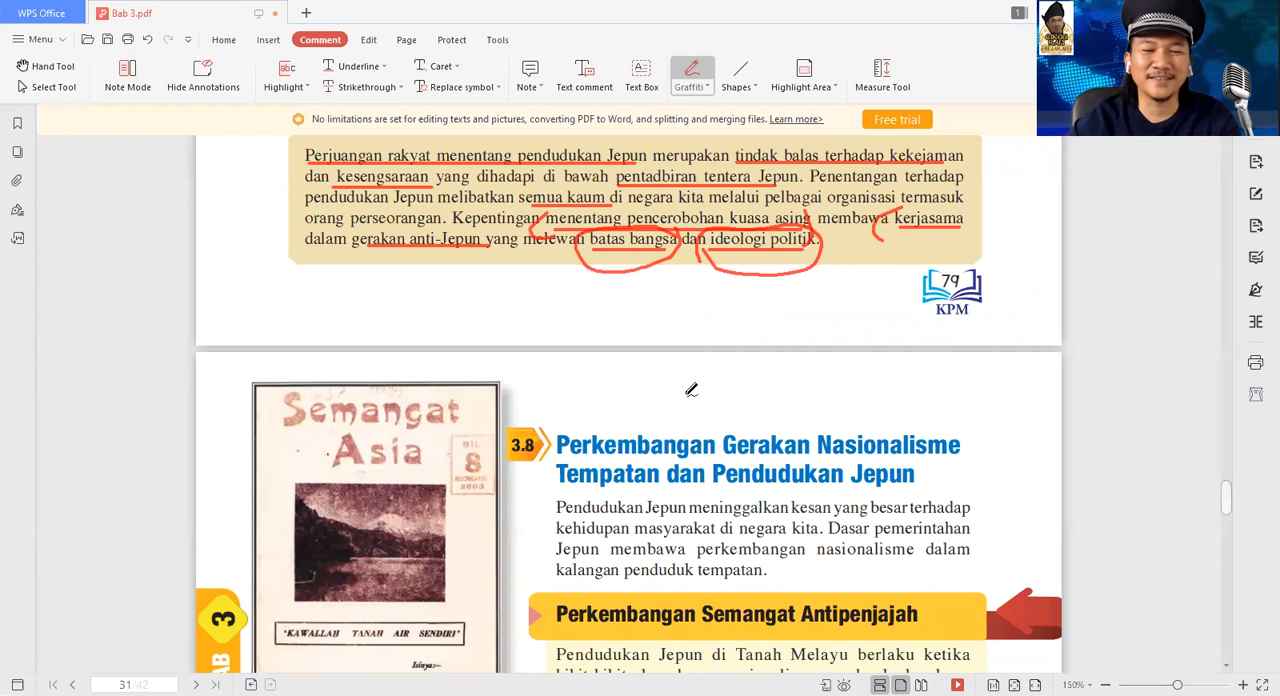 WPS Office
Bab 3.pdf
1
Menu
Home
Insert
Comment
Edit
Page
Protect
Tools
Hand Tool
Select Tool
Note Mode
Hide Annotations
Highlight
Underline
Strikethrough
Caret
Replace symbol
Note
Text comment
Text Box
Graffiti
Shapes
Highlight Area
Measure Tool
No limitations are set for editing texts and pictures, converting PDF to Word, and splitting and merging files. Learn more>
Free trial
Perjuangan rakyat menentang pendudukan Jepun merupakan tindak balas terhadap kekejaman
dan kesengsaraan yang dihadapi di bawah pentadbiran tentera Jepun. Penentangan terhadap
pendudukan Jepun melibatkan semua kaum di negara kita melalui pelbagai organisasi termasuk
orang perseorangan. Kepentingan menentang pencerobohan kuasa asing membawa kerjasama
dalam gerakan anti-Jepun yang melewati batas bangsa dan ideologi politik.
79
KPM
Semangat
Asia
BIL
8
2603
'KAWALLAH TANAH AIR SENDIRI'
Isinya:-
3.8
Perkembangan Gerakan Nasionalisme
Tempatan dan Pendudukan Jepun
Pendudukan Jepun meninggalkan kesan yang besar terhadap
kehidupan masyarakat di negara kita. Dasar pemerintahan
Jepun membawa perkembangan nasionalisme dalam
kalangan penduduk tempatan.
Perkembangan Semangat Antipenjajah
Pendudukan Jepun di Tanah Melayu berlaku ketika
BAB
3
31/42
150%